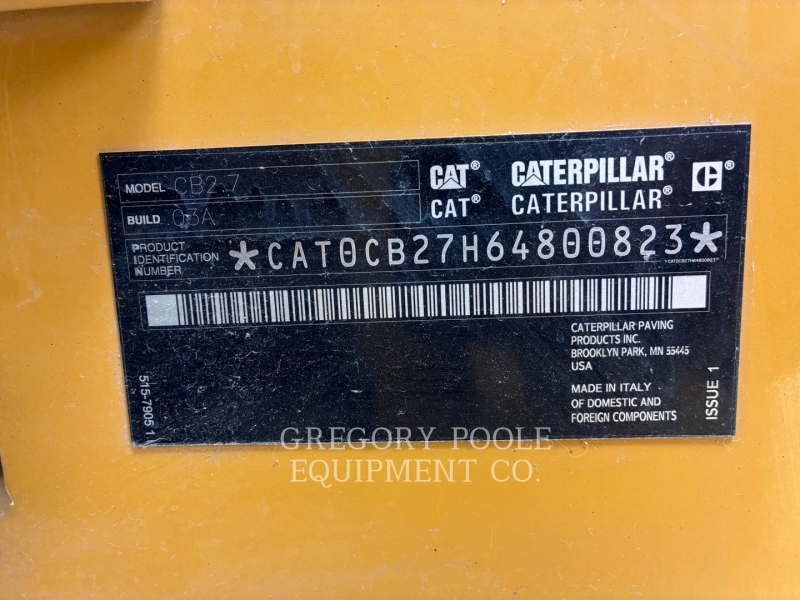 MODEL CB2.7
BUILD 03A
CAT® CATERPILLAR® C®
CAT® CATERPILLAR®
PRODUCT IDENTIFICATION NUMBER
*CAT0CB27H64800823*
*CAT0CB27H64800823*
CATERPILLAR PAVING
PRODUCTS INC.
BROOKLYN PARK, MN 55445
USA
MADE IN ITALY
OF DOMESTIC AND
FOREIGN COMPONENTS
ISSUE 1
515-7905 1
GREGORY POOLE
EQUIPMENT CO.